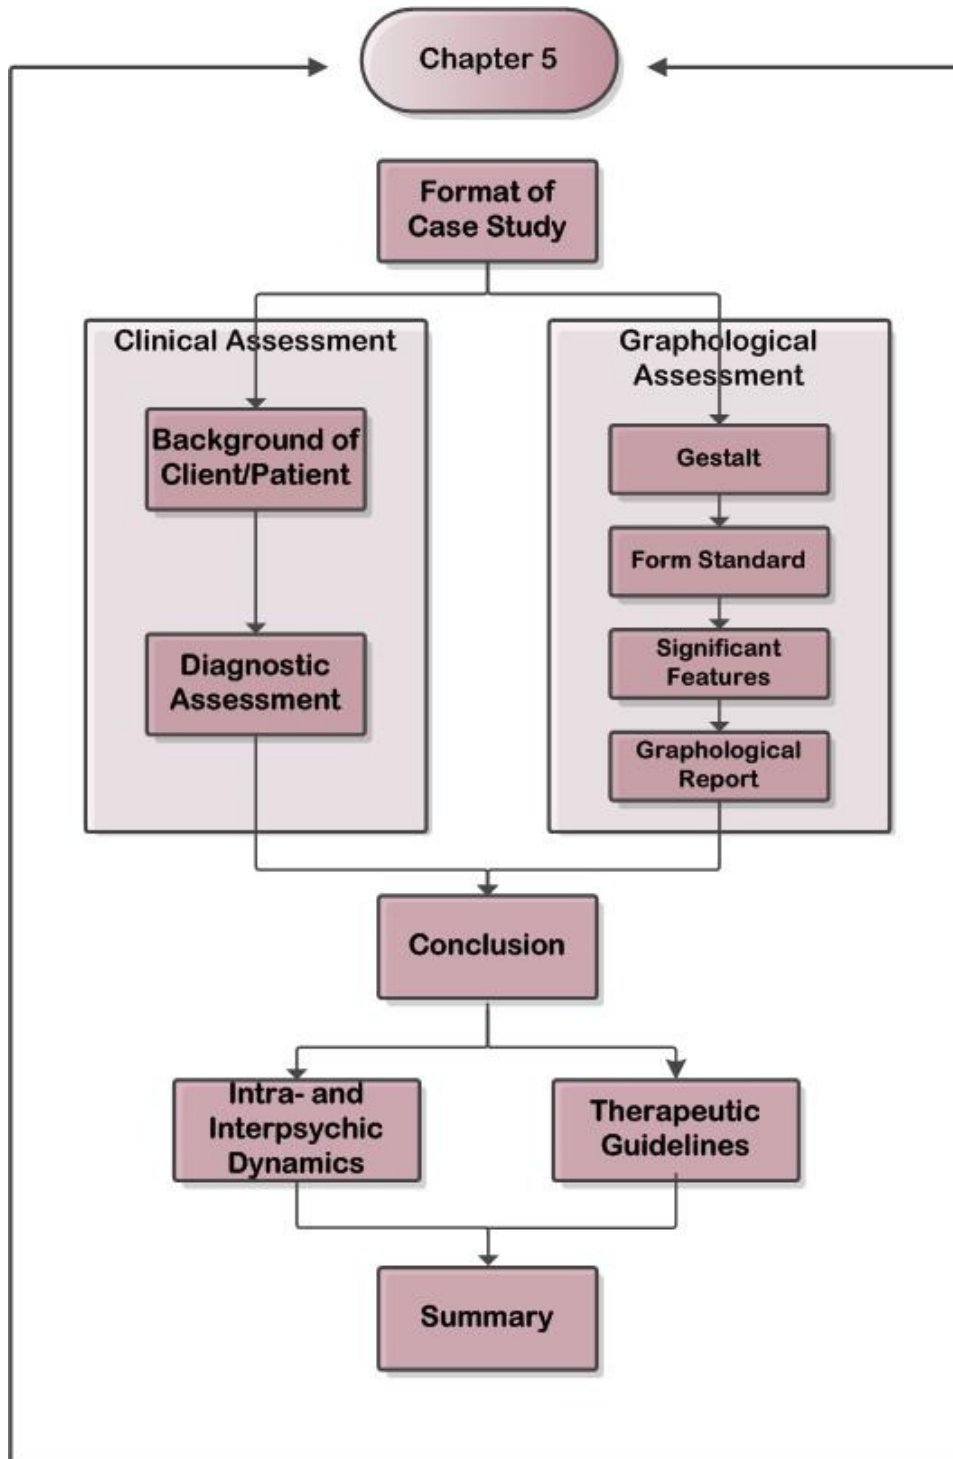 Chapter 5
Format of
Case Study
Clinical Assessment
Background of
Client/Patient
Diagnostic
Assessment
Graphological
Assessment
Gestalt
Form Standard
Significant
Features
Graphological
Report
Conclusion
Intra- and
Interpsychic
Dynamics
Therapeutic
Guidelines
Summary